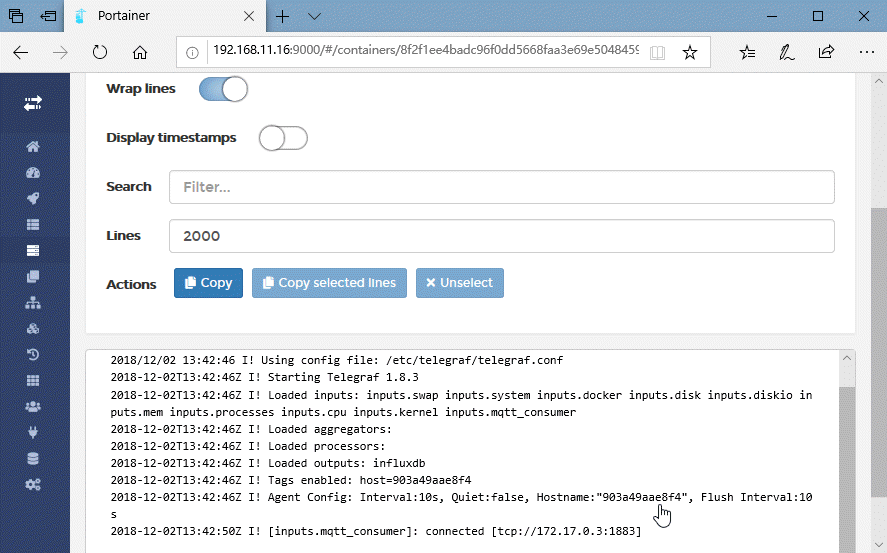 Portainer
192.168.11.16:9000/#/containers/8f2f1ee4badc96f0dd5668faa3e69e5048459
Wrap lines
Display timestamps
Search
Filter...
Lines
2000
Actions
Copy
Copy selected lines
Unselect
2018/12/02 13:42:46 I! Using config file: /etc/telegraf/telegraf.conf
2018-12-02T13:42:46Z I! Starting Telegraf 1.8.3
2018-12-02T13:42:46Z I! Loaded inputs: inputs.swap inputs.system inputs.docker inputs.disk inputs.diskio in
puts.mem inputs.processes inputs.cpu inputs.kernel inputs.mqtt_consumer
2018-12-02T13:42:46Z I! Loaded aggregators:
2018-12-02T13:42:46Z I! Loaded processors:
2018-12-02T13:42:46Z I! Loaded outputs: influxdb
2018-12-02T13:42:46Z I! Tags enabled: host=903a49aae8f4
2018-12-02T13:42:46Z I! Agent Config: Interval:10s, Quiet:false, Hostname:"903a49aae8f4", Flush Interval:10
s
2018-12-02T13:42:50Z I! [inputs.mqtt_consumer]: connected [tcp://172.17.0.3:1883]